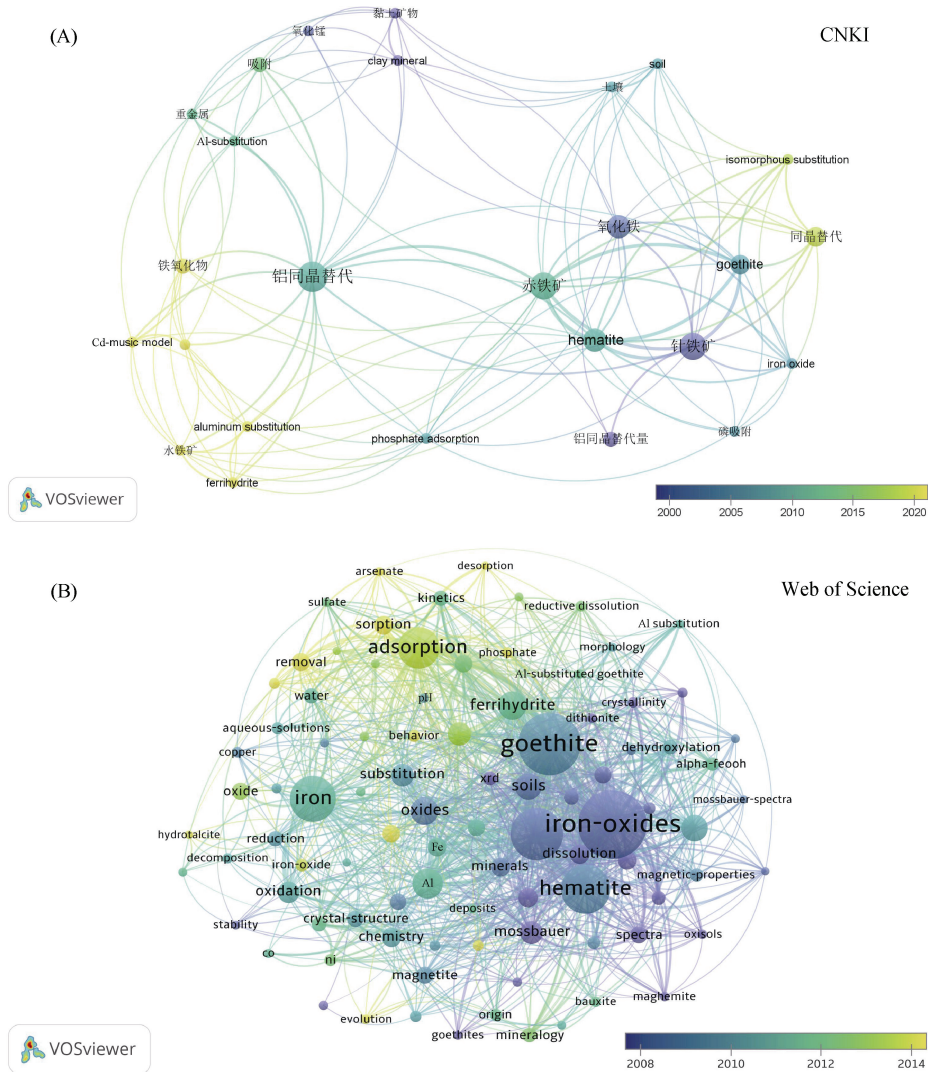 (A)
CNKI
黏土矿物
氧化锰
clay mineral
吸附
soil
土壤
重金属
Al-substitution
isomorphous substitution
氧化铁
同晶替代
铁氧化物
铝同晶替代
goethite
赤铁矿
Cd-music model
hematite
针铁矿
iron oxide
aluminum substitution
phosphate adsorption
铝同晶替代量
磷吸附
水铁矿
ferrihydrite
VOSviewer
2000 2005 2010 2015 2020
(B)
Web of Science
arsenate
desorption
sulfate
kinetics
reductive dissolution
sorption
Al substitution
adsorption
phosphate
morphology
removal
Al-substituted goethite
water
pH
ferrihydrite
crystallinity
dithionite
aqueous-solutions
behavior
goethite
dehydroxylation
copper
alpha-feooh
substitution
xrd
soils
oxide
iron
mossbauer-spectra
oxides
iron-oxides
hydrotalcite
reduction
Fe
dissolution
decomposition
iron-oxide
minerals
magnetic-properties
oxidation
Al
hematite
deposits
stability
crystal-structure
chemistry
mossbauer
spectra
oxisols
co
ni
magnetite
maghemite
bauxite
evolution
origin
goethites
mineralogy
VOSviewer
2008 2010 2012 2014